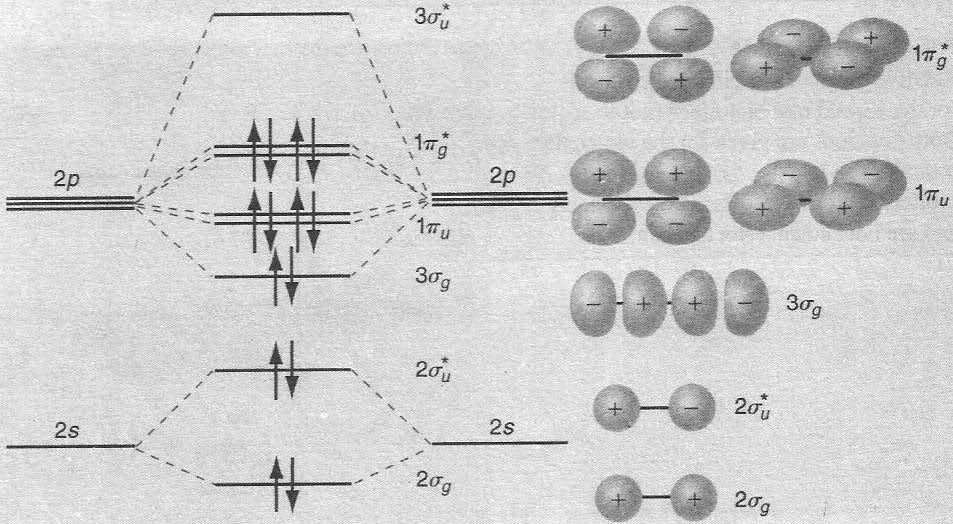 3σu*
+ − − +
1πg*
− + + −
1πg*
2p
2p
+ + − −
1πu
− − + +
1πu
− + + −
3σg
3σg
2σu*
+ −
2σu*
2s
2s
2σg
+ +
2σg